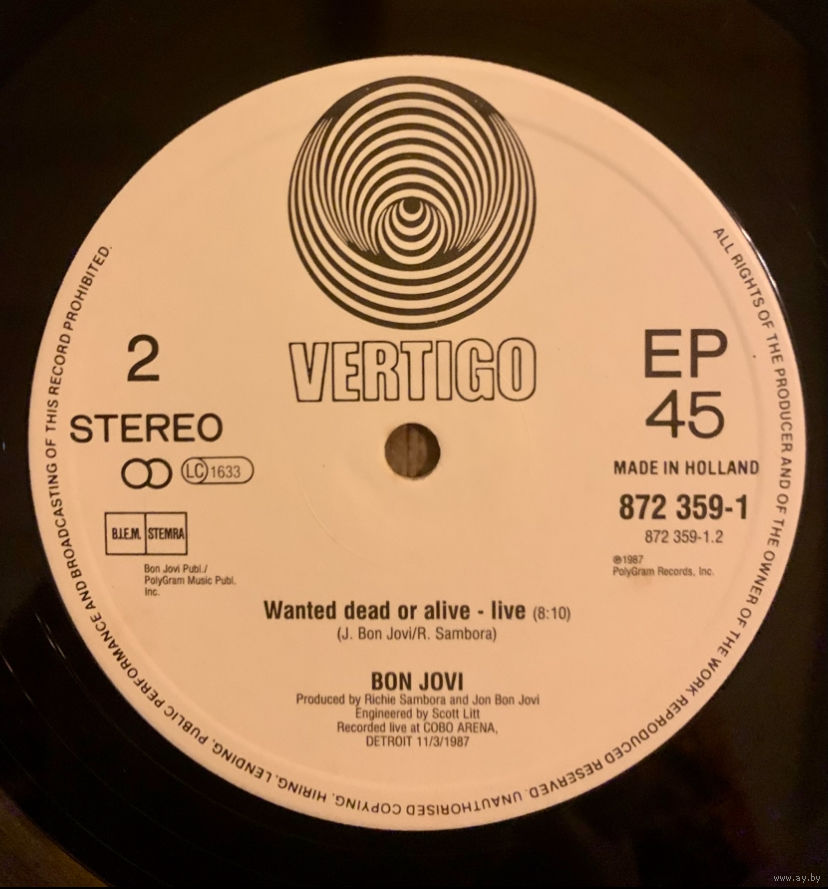 VERTIGO
2
STEREO
LC 1633
B.I.E.M. STEMRA
Bon Jovi Publ./
PolyGram Music Publ.
Inc.
EP
45
MADE IN HOLLAND
872 359-1
872 359-1.2
℗1987
PolyGram Records, Inc.
Wanted dead or alive - live (8:10)
(J. Bon Jovi/R. Sambora)
BON JOVI
Produced by Richie Sambora and Jon Bon Jovi
Engineered by Scott Litt
Recorded live at COBO ARENA,
DETROIT 11/3/1987
ALL RIGHTS OF THE PRODUCER AND OF THE OWNER OF THE WORK REPRODUCED RESERVED. UNAUTHORISED COPYING, HIRING, LENDING, PUBLIC PERFORMANCE AND BROADCASTING OF THIS RECORD PROHIBITED.
www.ay.by